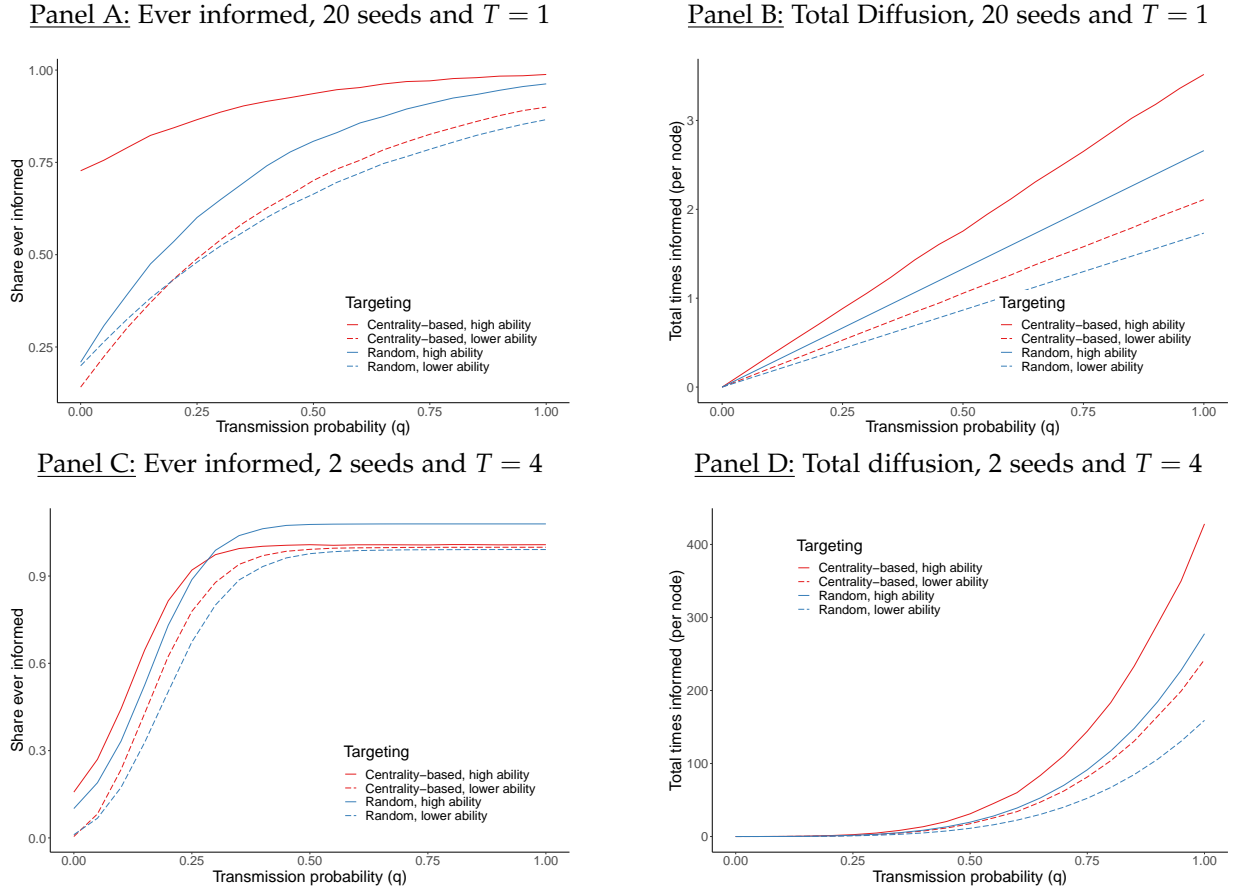 Panel A: Ever informed, 20 seeds and T = 1
Share ever informed
1.00
0.75
0.50
0.25
Targeting
Centrality-based, high ability
Centrality-based, lower ability
Random, high ability
Random, lower ability
0.00 0.25 0.50 0.75 1.00
Transmission probability (q)
Panel B: Total Diffusion, 20 seeds and T = 1
Total times informed (per node)
3
2
1
0
Targeting
Centrality-based, high ability
Centrality-based, lower ability
Random, high ability
Random, lower ability
0.00 0.25 0.50 0.75 1.00
Transmission probability (q)
Panel C: Ever informed, 2 seeds and T = 4
Share ever informed
0.9
0.6
0.3
0.0
Targeting
Centrality-based, high ability
Centrality-based, lower ability
Random, high ability
Random, lower ability
0.00 0.25 0.50 0.75 1.00
Transmission probability (q)
Panel D: Total diffusion, 2 seeds and T = 4
Total times informed (per node)
400
300
200
100
0
Targeting
Centrality-based, high ability
Centrality-based, lower ability
Random, high ability
Random, lower ability
0.00 0.25 0.50 0.75 1.00
Transmission probability (q)